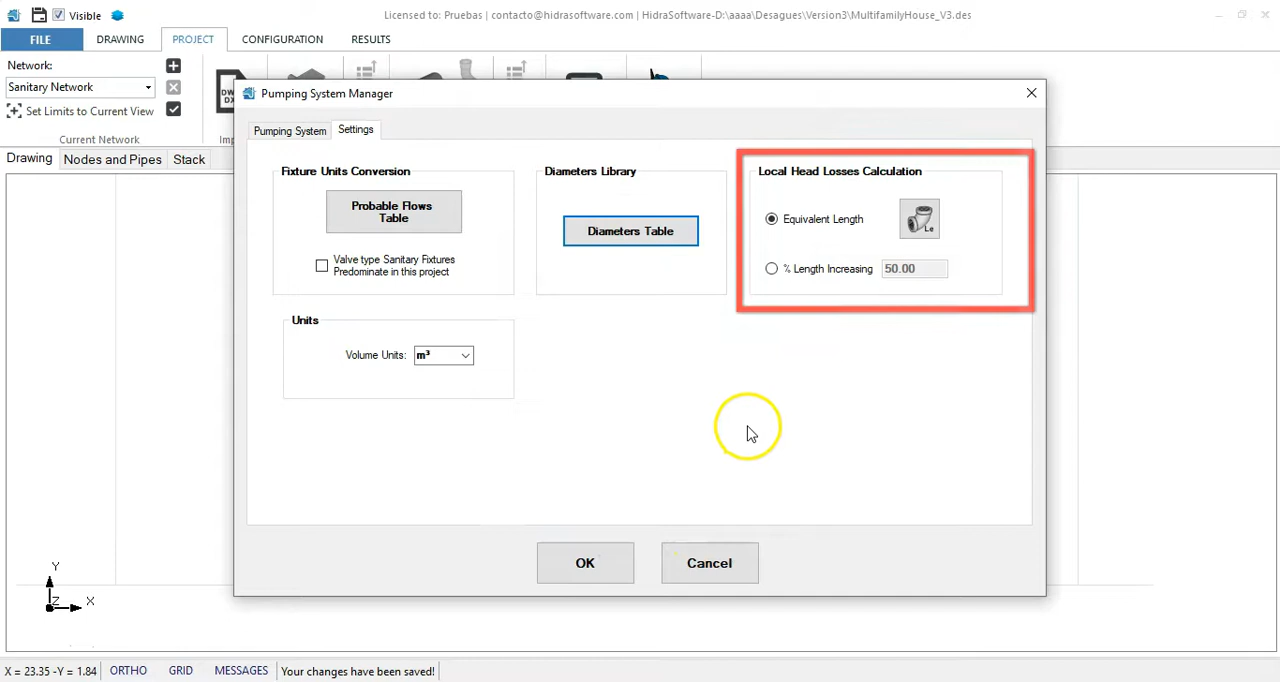 Visible
Licensed to: Pruebas | contacto@hidrasoftware.com | HidraSoftware-D:\aaaa\Desagues\Version3\MultifamilyHouse_V3.des
FILE
DRAWING
PROJECT
CONFIGURATION
RESULTS
Network:
Sanitary Network
Set Limits to Current View
Current Network
DW
DX
Im
Pumping System Manager
Drawing
Nodes and Pipes
Stack
Pumping System
Settings
Fixture Units Conversion
Probable Flows
Table
Valve type Sanitary Fixtures
Predominate in this project
Diameters Library
Diameters Table
Local Head Losses Calculation
Equivalent Length
Le
% Length Increasing
50.00
Units
Volume Units:
m³
OK
Cancel
Y
Z
X
X = 23.35 -Y = 1.84
ORTHO
GRID
MESSAGES
Your changes have been saved!